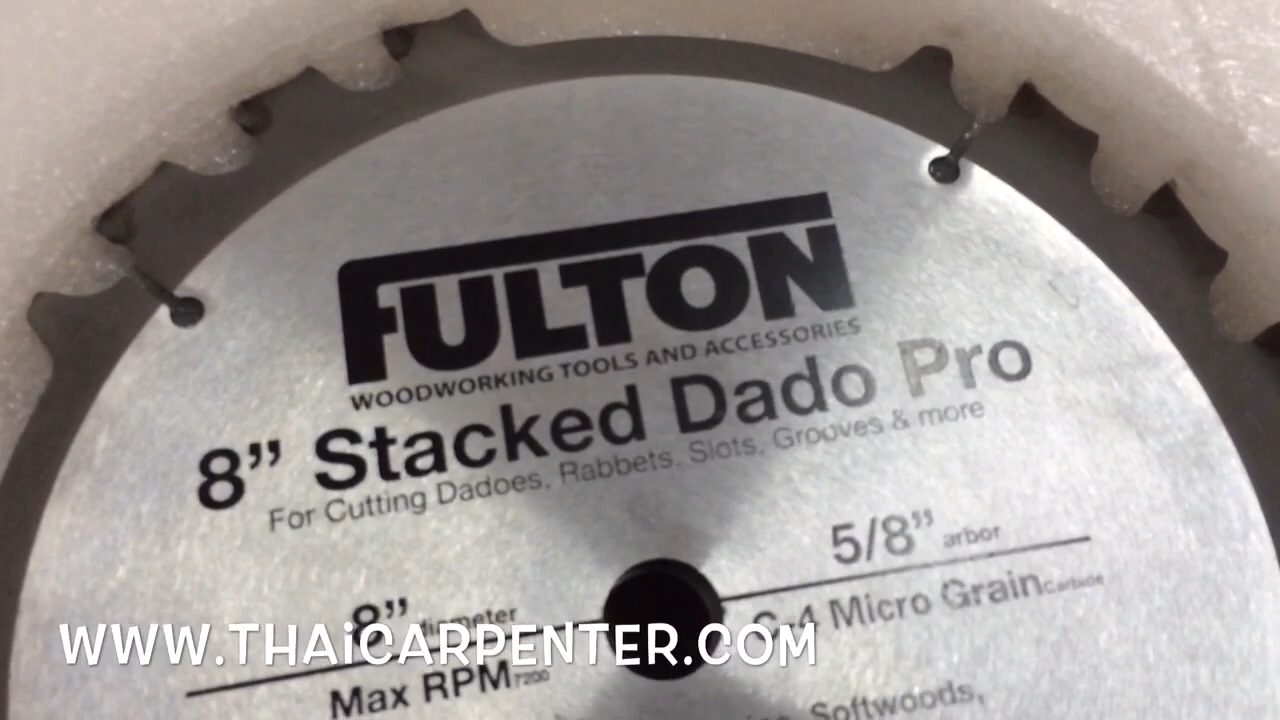 FULTON
WOODWORKING TOOLS AND ACCESSORIES
8” Stacked Dado Pro
For Cutting Dadoes, Rabbets, Slots, Grooves & more
5/8” arbor
8” diameter
C-4 Micro Grain Carbide
Max RPM 7200
Softwoods,
WWW.THAiCARPENTER.COM